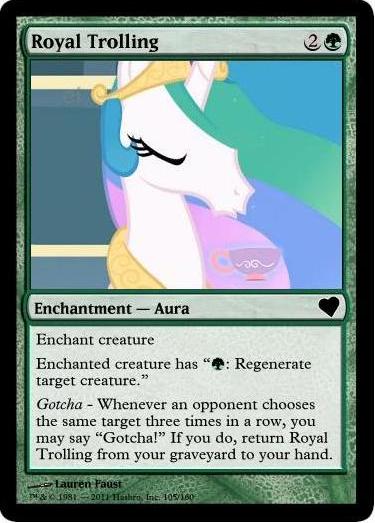 Royal Trolling 2
Enchantment — Aura
Enchant creature
Enchanted creature has “: Regenerate
target creature.”
Gotcha - Whenever an opponent chooses
the same target three times in a row, you
may say “Gotcha!” If you do, return Royal
Trolling from your graveyard to your hand.
Lauren Faust
™ & © 1981 — 2011 Hasbro, Inc. 105/160